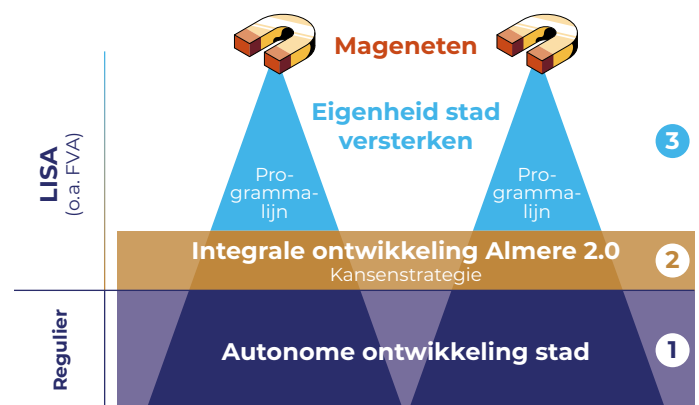 Mageneten
Eigenheid stad
versterken
3
LISA
(o.a. FVA)
Pro-
gramma-
lijn
Pro-
gramma-
lijn
Integrale ontwikkeling Almere 2.0
Kansenstrategie
2
Regulier
Autonome ontwikkeling stad
1